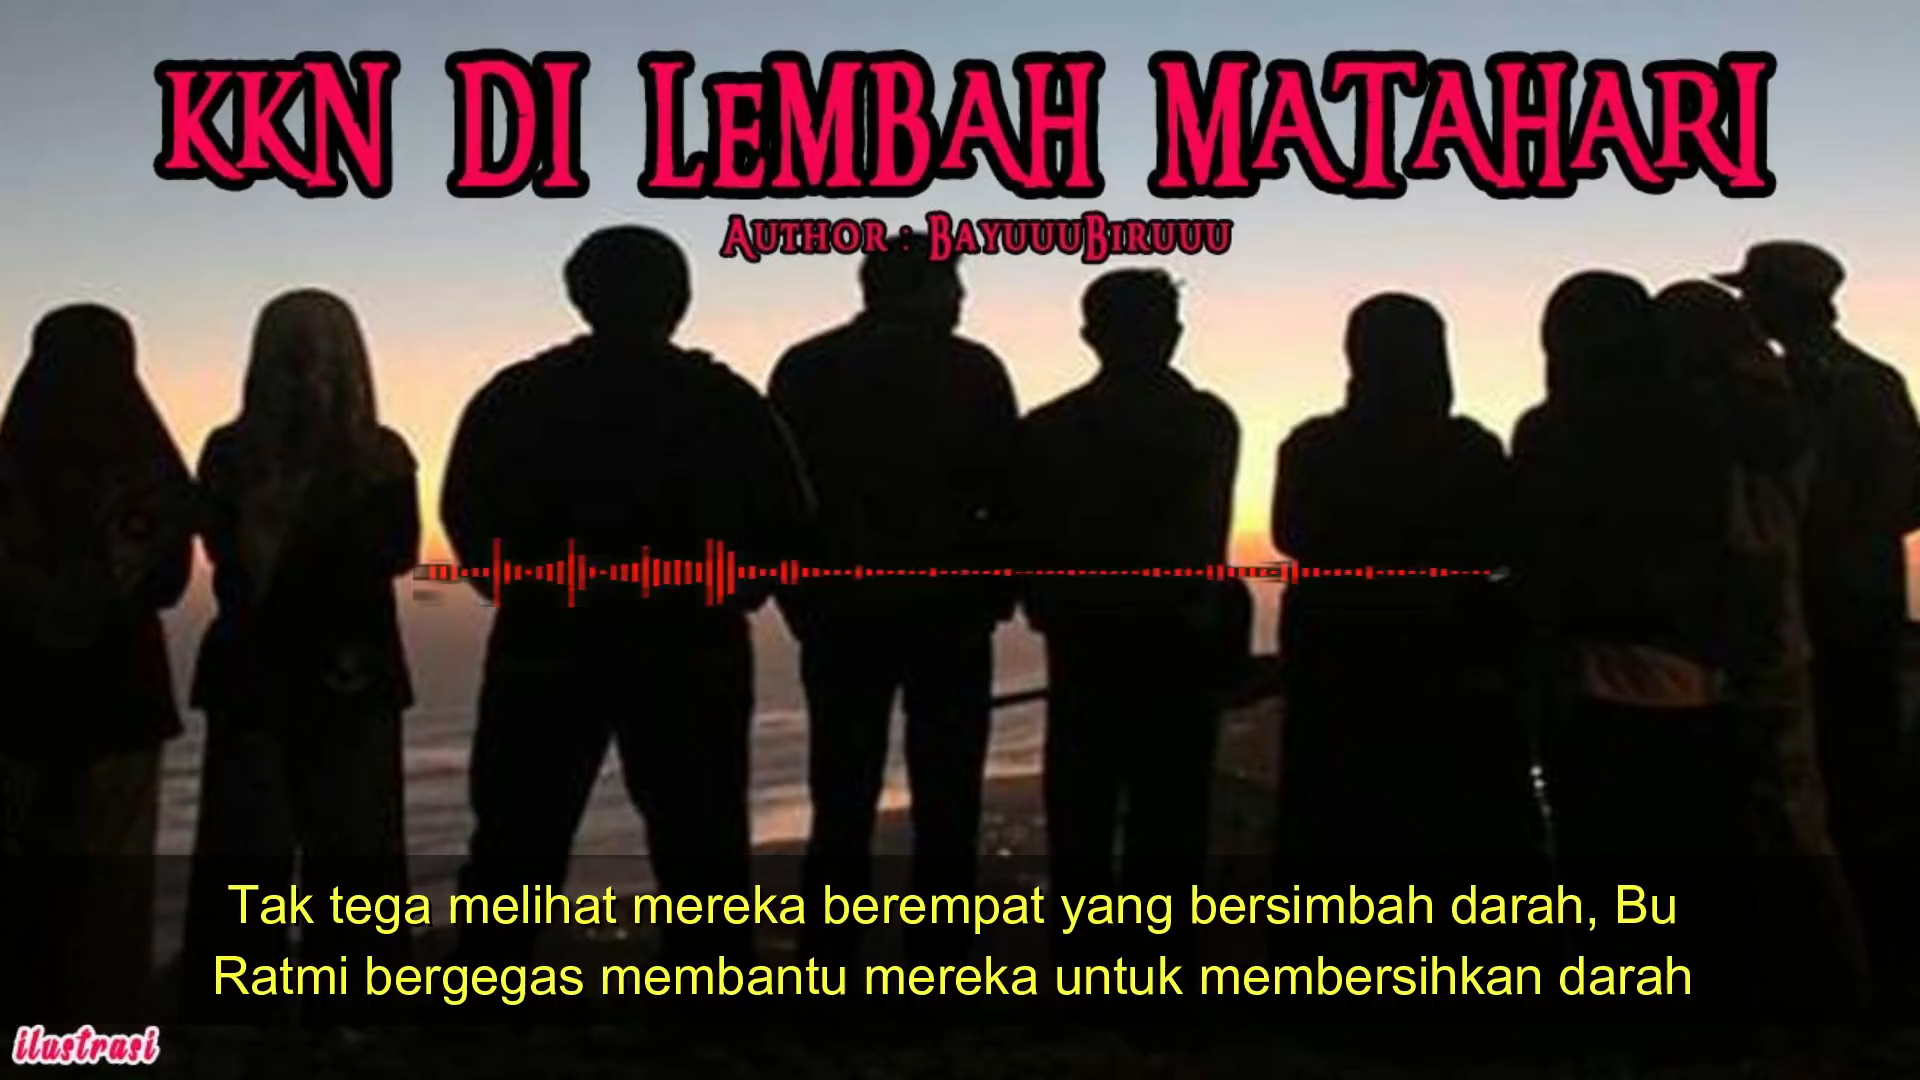 KKN DI LEMBAH MATAHARI
AUTHOR : BAYUUUBIRUUU
Tak tega melihat mereka berempat yang bersimbah darah, Bu
Ratmi bergegas membantu mereka untuk membersihkan darah
ilustrasi